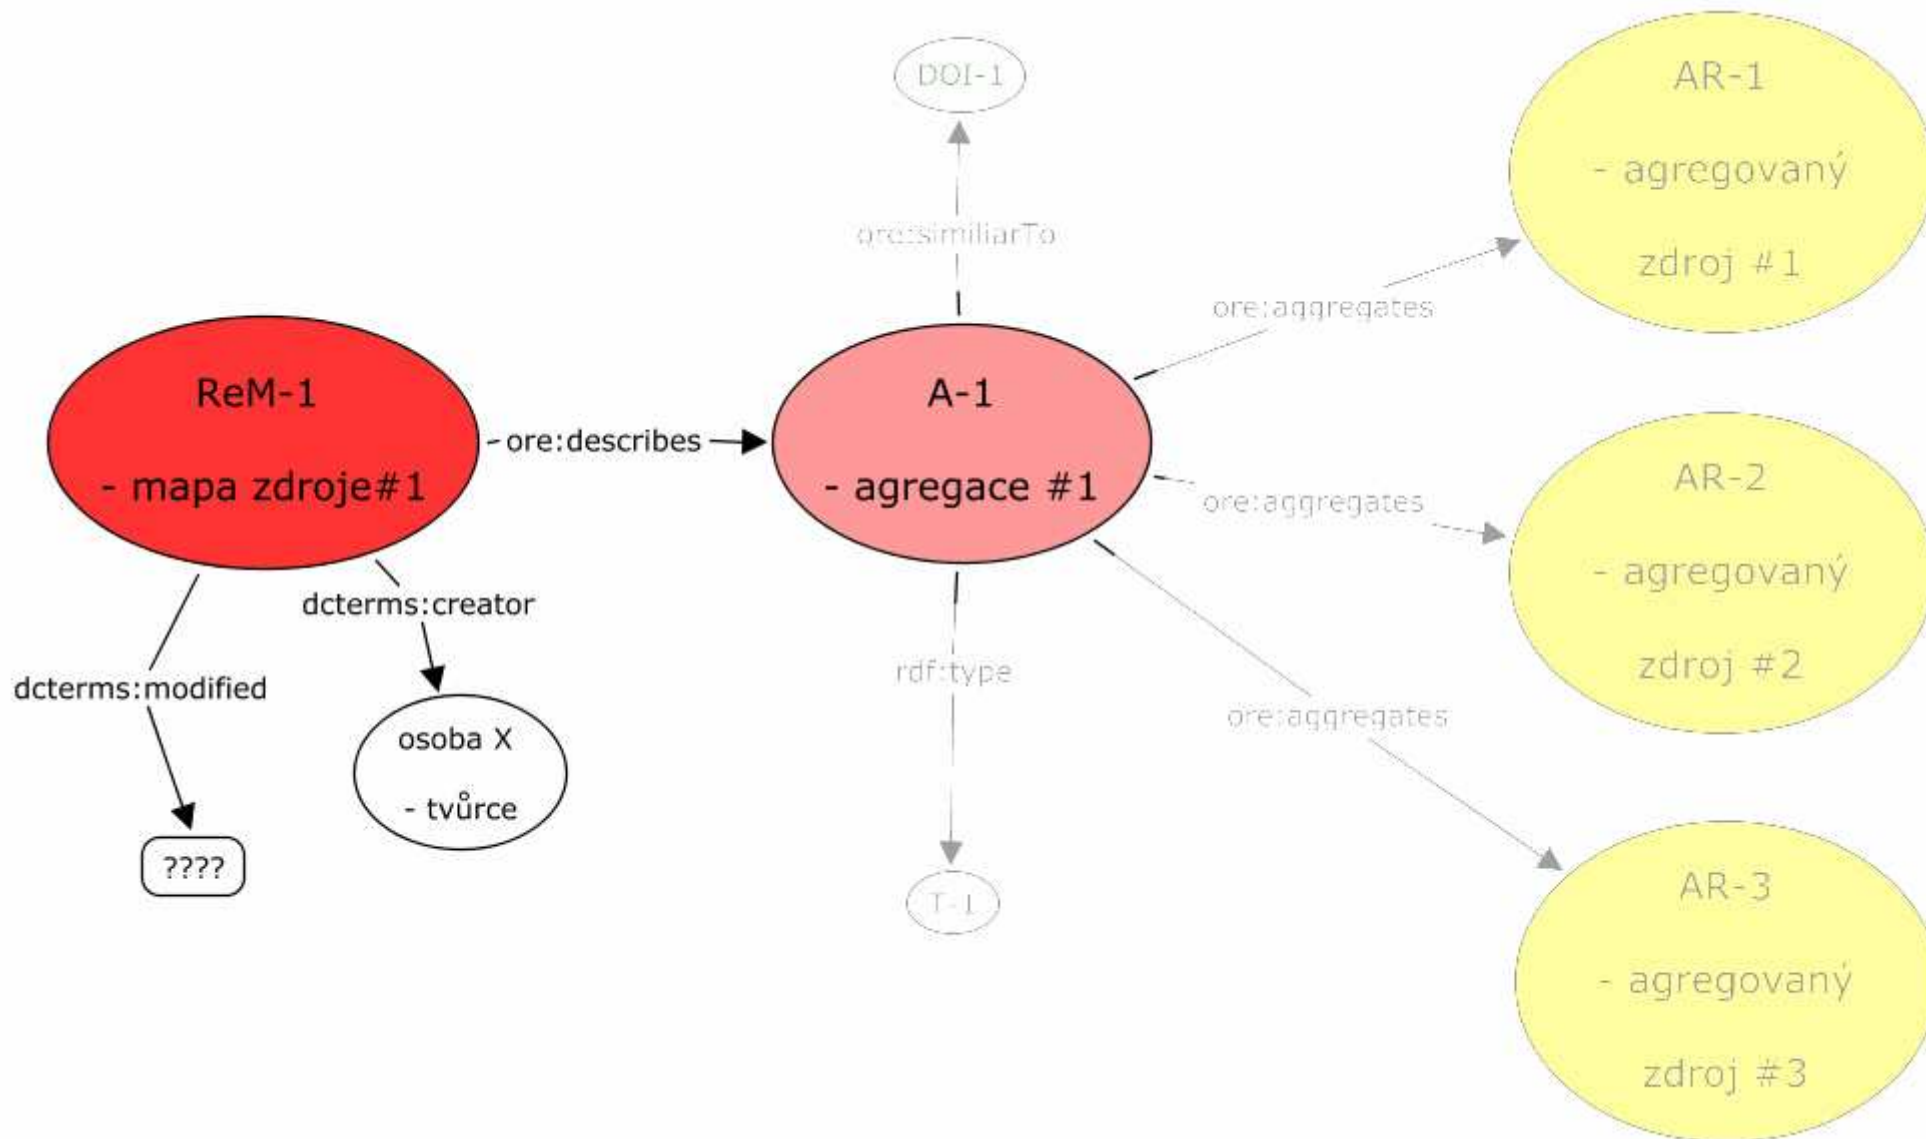 DOI-1
AR-1
- agregovaný
zdroj #1
ore:similiarTo
ore:aggregates
ReM-1
- mapa zdroje#1
ore:describes
A-1
- agregace #1
ore:aggregates
AR-2
- agregovaný
zdroj #2
dcterms:creator
dcterms:modified
rdf:type
ore:aggregates
osoba X
- tvůrce
????
T-1
AR-3
- agregovaný
zdroj #3